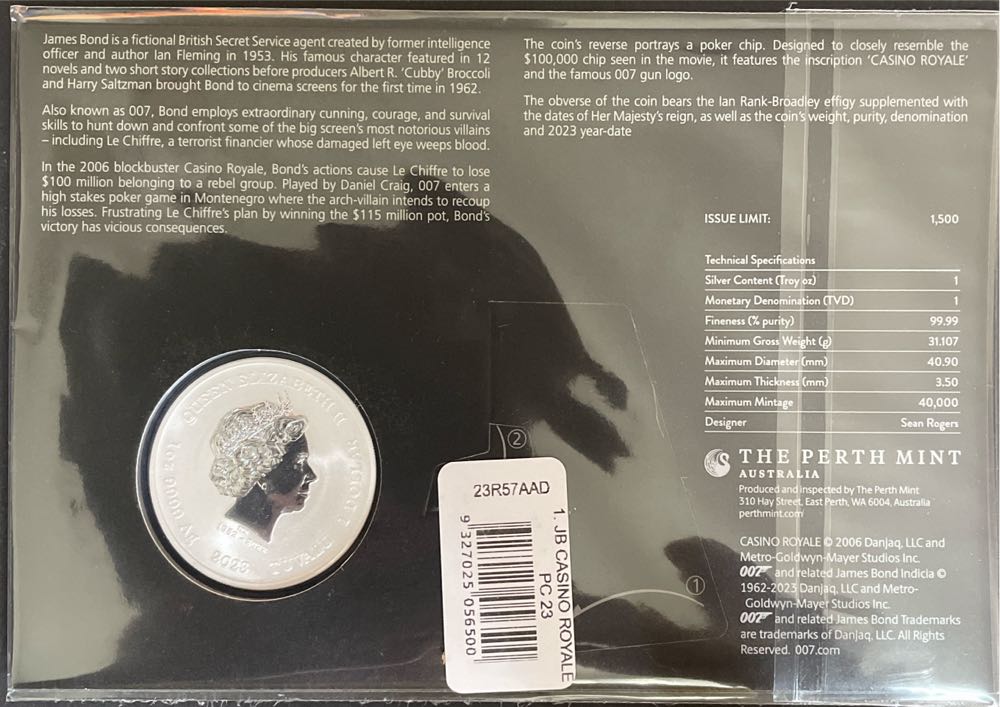 James Bond is a fictional British Secret Service agent created by former intelligence
officer and author Ian Fleming in 1953. His famous character featured in 12
novels and two short story collections before producers Albert R. 'Cubby' Broccoli
and Harry Saltzman brought Bond to cinema screens for the first time in 1962.
Also known as 007, Bond employs extraordinary cunning, courage, and survival
skills to hunt down and confront some of the big screen's most notorious villains
– including Le Chiffre, a terrorist financier whose damaged left eye weeps blood.
In the 2006 blockbuster Casino Royale, Bond's actions cause Le Chiffre to lose
$100 million belonging to a rebel group. Played by Daniel Craig, 007 enters a
high stakes poker game in Montenegro where the arch-villain intends to recoup
his losses. Frustrating Le Chiffre's plan by winning the $115 million pot, Bond's
victory has vicious consequences.
The coin's reverse portrays a poker chip. Designed to closely resemble the
$100,000 chip seen in the movie, it features the inscription 'CASINO ROYALE'
and the famous 007 gun logo.
The obverse of the coin bears the Ian Rank-Broadley effigy supplemented with
the dates of Her Majesty's reign, as well as the coin's weight, purity, denomination
and 2023 year-date
ISSUE LIMIT: 1,500
Technical Specifications
Silver Content (Troy oz) 1
Monetary Denomination (TVD) 1
Fineness (% purity) 99.99
Minimum Gross Weight (g) 31.107
Maximum Diameter (mm) 40.90
Maximum Thickness (mm) 3.50
Maximum Mintage 40,000
Designer Sean Rogers
THE PERTH MINT
AUSTRALIA
Produced and inspected by The Perth Mint
310 Hay Street, East Perth, WA 6004, Australia
perthmint.com
CASINO ROYALE © 2006 Danjaq, LLC and
Metro-Goldwyn-Mayer Studios Inc.
007 and related James Bond Indicia ©
1962-2023 Danjaq, LLC and Metro-
Goldwyn-Mayer Studios Inc.
007 and related James Bond Trademarks
are trademarks of Danjaq, LLC. All Rights
Reserved. 007.com
QUEEN ELIZABETH II
TUVALU
2023
2
1
23R57AAD
1. JB CASINO ROYALE
PC 23
9 327025 056500